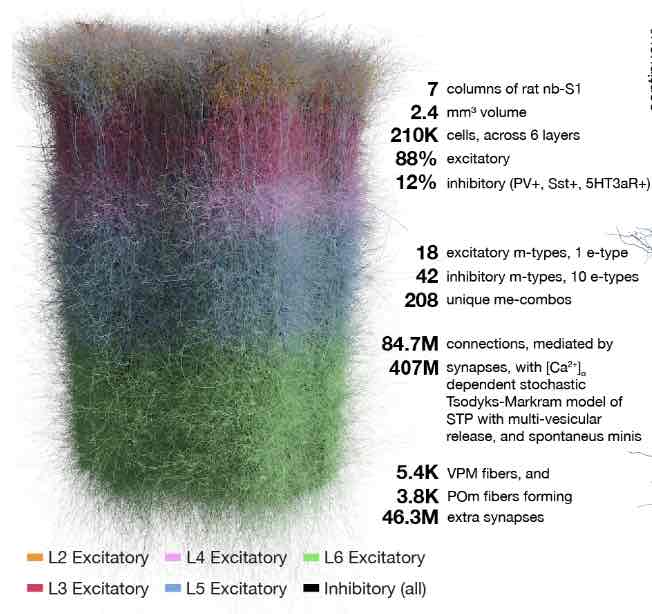 7 columns of rat nb-S1
2.4 mm³ volume
210K cells, across 6 layers
88% excitatory
12% inhibitory (PV+, Sst+, 5HT3aR+)
18 excitatory m-types, 1 e-type
42 inhibitory m-types, 10 e-types
208 unique me-combos
84.7M connections, mediated by
407M synapses, with [Ca²⁺]ₒ
dependent stochastic
Tsodyks-Markram model of
STP with multi-vesicular
release, and spontaneus minis
5.4K VPM fibers, and
3.8K POm fibers forming
46.3M extra synapses
L2 Excitatory L4 Excitatory L6 Excitatory
L3 Excitatory L5 Excitatory Inhibitory (all)